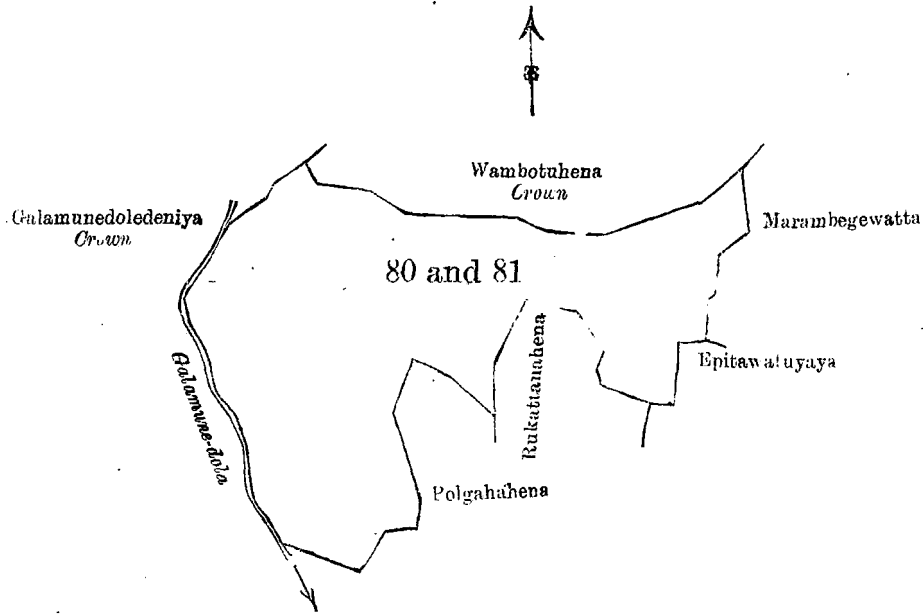 Wambotuhena
Crown
Galamunedoledeniya
Crown
Marambegewatta
80 and 81
Rukattanahena
Epitawatuyaya
Galamune-dola
Polgahahena